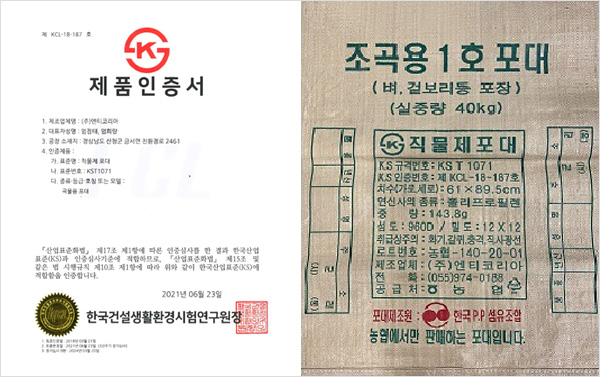 제 KCL-18-187 호
제품인증서
1. 제조업체명 : (주)엔티코리아
2. 대표자성명 : 엄정태, 엄희량
3. 공장 소재지 : 경상남도 산청군 금서면 친환경로 2461
4. 인증제품 :
가. 표준명 : 직물제 포대
나. 표준번호 : KST1071
다. 종류·등급·호칭 또는 모델 :
곡물용 포대
「산업표준화법」 제17조 제1항에 따른 인증심사를 한 결과 한국산업
표준(KS)과 인증심사기준에 적합하므로, 「산업표준화법」 제15조 및
같은 법 시행규칙 제10조 제1항에 따라 위와 같이 한국산업표준(KS)에
적합함을 인증합니다.
2021년 06월 23일
한국건설생활환경시험연구원장
조곡용 1호 포대
(벼, 겉보리등 포장)
(실중량 40kg)
직물제포대
K.S 규격번호 : KS T 1071
K.S 인증번호 : 제 KCL-18-187호
치수(가로,세로) : 61×89.5cm
연신사의 종류 : 폴리프로필렌
중 량 : 143.8g
섬도 : 960D / 밀도 : 12×12
취급상주의 : 화기,갈퀴,충격,직사광선
로트번호 : 농협-140-20-01
제조업체 : (주)엔티코리아
전 화 : (055)974-0188
공급처 : 농 협
포대제조원 : 한국P.P섬유조합
농협에서만 판매하는 포대입니다.